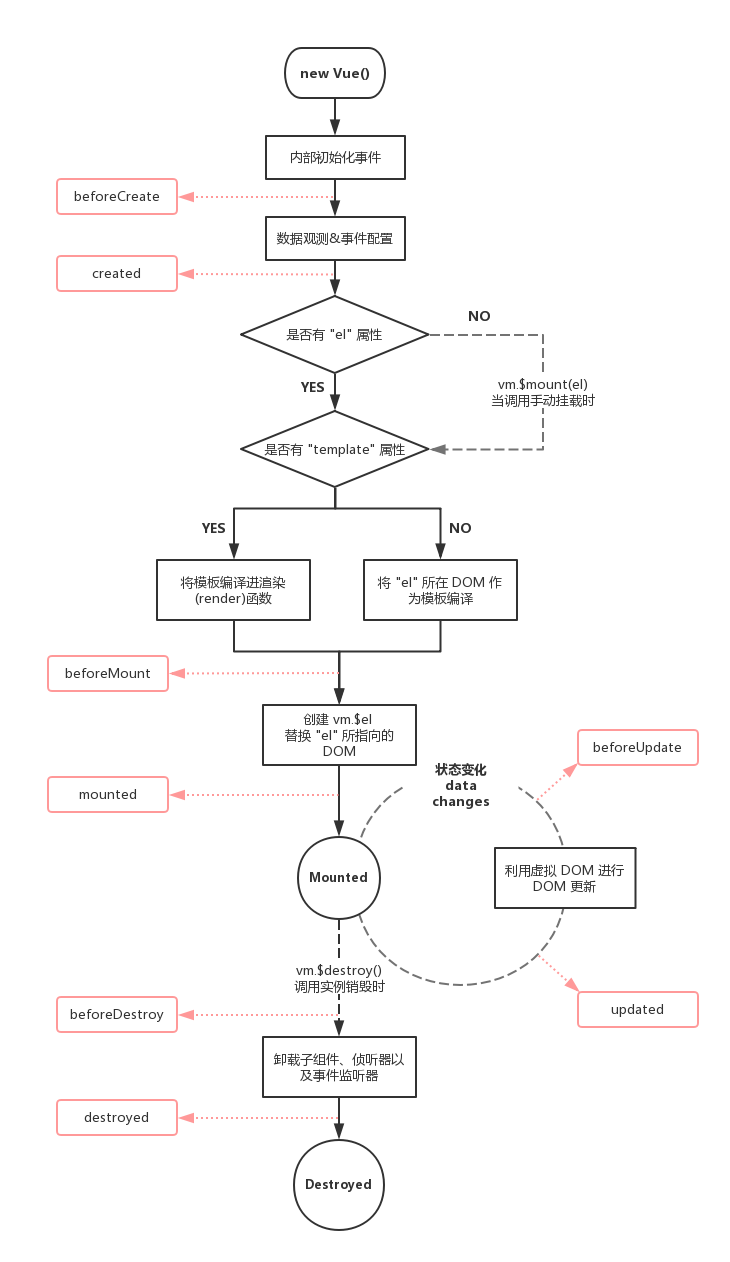 new Vue()
内部初始化事件
beforeCreate
数据观测&事件配置
created
是否有 "el" 属性
NO
YES
vm.$mount(el)
当调用手动挂载时
是否有 "template" 属性
YES
NO
将模板编译进渲染
(render)函数
将 "el" 所在 DOM 作
为模板编译
beforeMount
创建 vm.$el
替换 "el" 所指向的
DOM
beforeUpdate
状态变化
data
changes
mounted
Mounted
利用虚拟 DOM 进行
DOM 更新
vm.$destroy()
调用实例销毁时
updated
beforeDestroy
卸载子组件、侦听器以
及事件监听器
destroyed
Destroyed